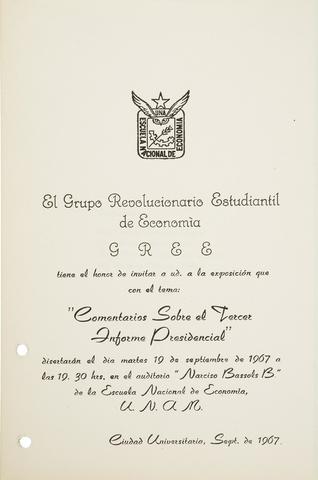 UNA
ESCUELA NACIONAL DE ECONOMIA
El Grupo Revolucionario Estudiantil
de Economìa
G R E E
tiene el honor de invitar a ud. a la exposición que
con el tema:
"Comentarios Sobre el Tercer
Informe Presidencial"
disertarán el dia martes 19 de septiembre de 1967 a
las 19. 30 hrs. en el auditorio "Narciso Bassols B."
de la Escuela Nacional de Economía,
U. N. A. M.
Ciudad Universitaria, Sept. de 1967.